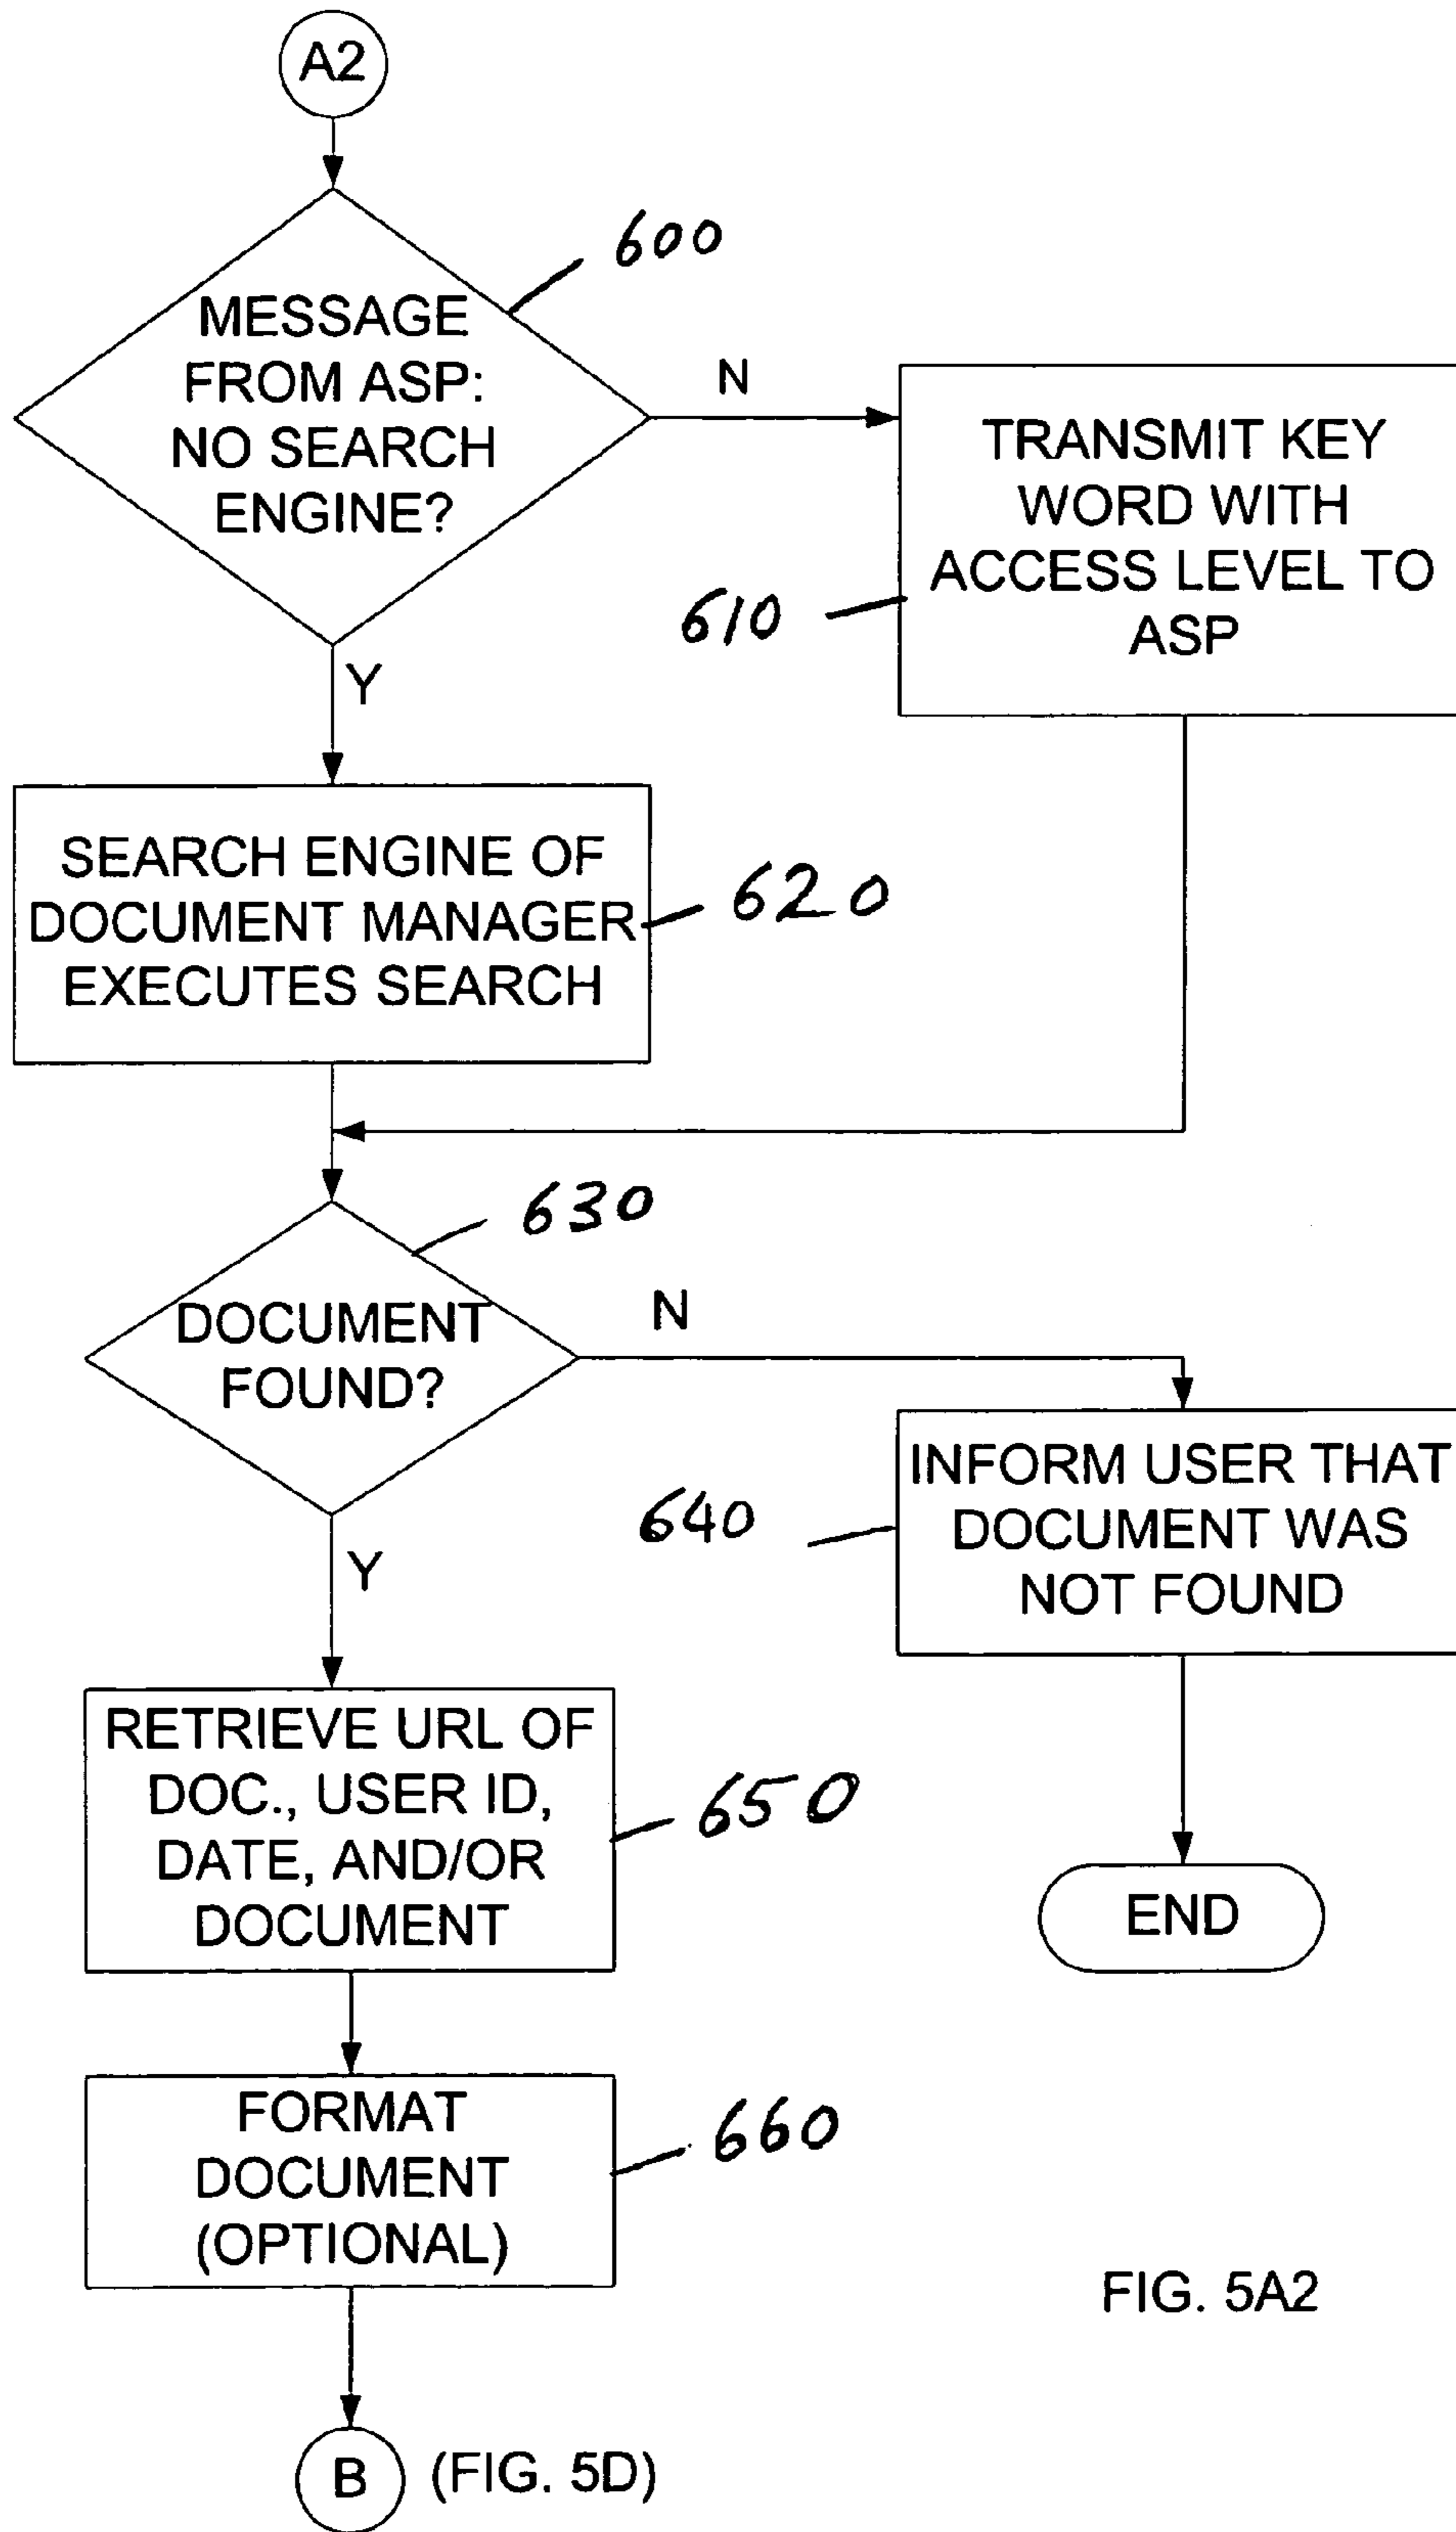 A2
600
MESSAGE
FROM ASP:
NO SEARCH
ENGINE?
N
TRANSMIT KEY
WORD WITH
ACCESS LEVEL TO
ASP
610
Y
SEARCH ENGINE OF
DOCUMENT MANAGER
EXECUTES SEARCH
620
630
DOCUMENT
FOUND?
N
INFORM USER THAT
DOCUMENT WAS
NOT FOUND
640
Y
RETRIEVE URL OF
DOC., USER ID,
DATE, AND/OR
DOCUMENT
650
END
FORMAT
DOCUMENT
(OPTIONAL)
660
FIG. 5A2
B
(FIG. 5D)